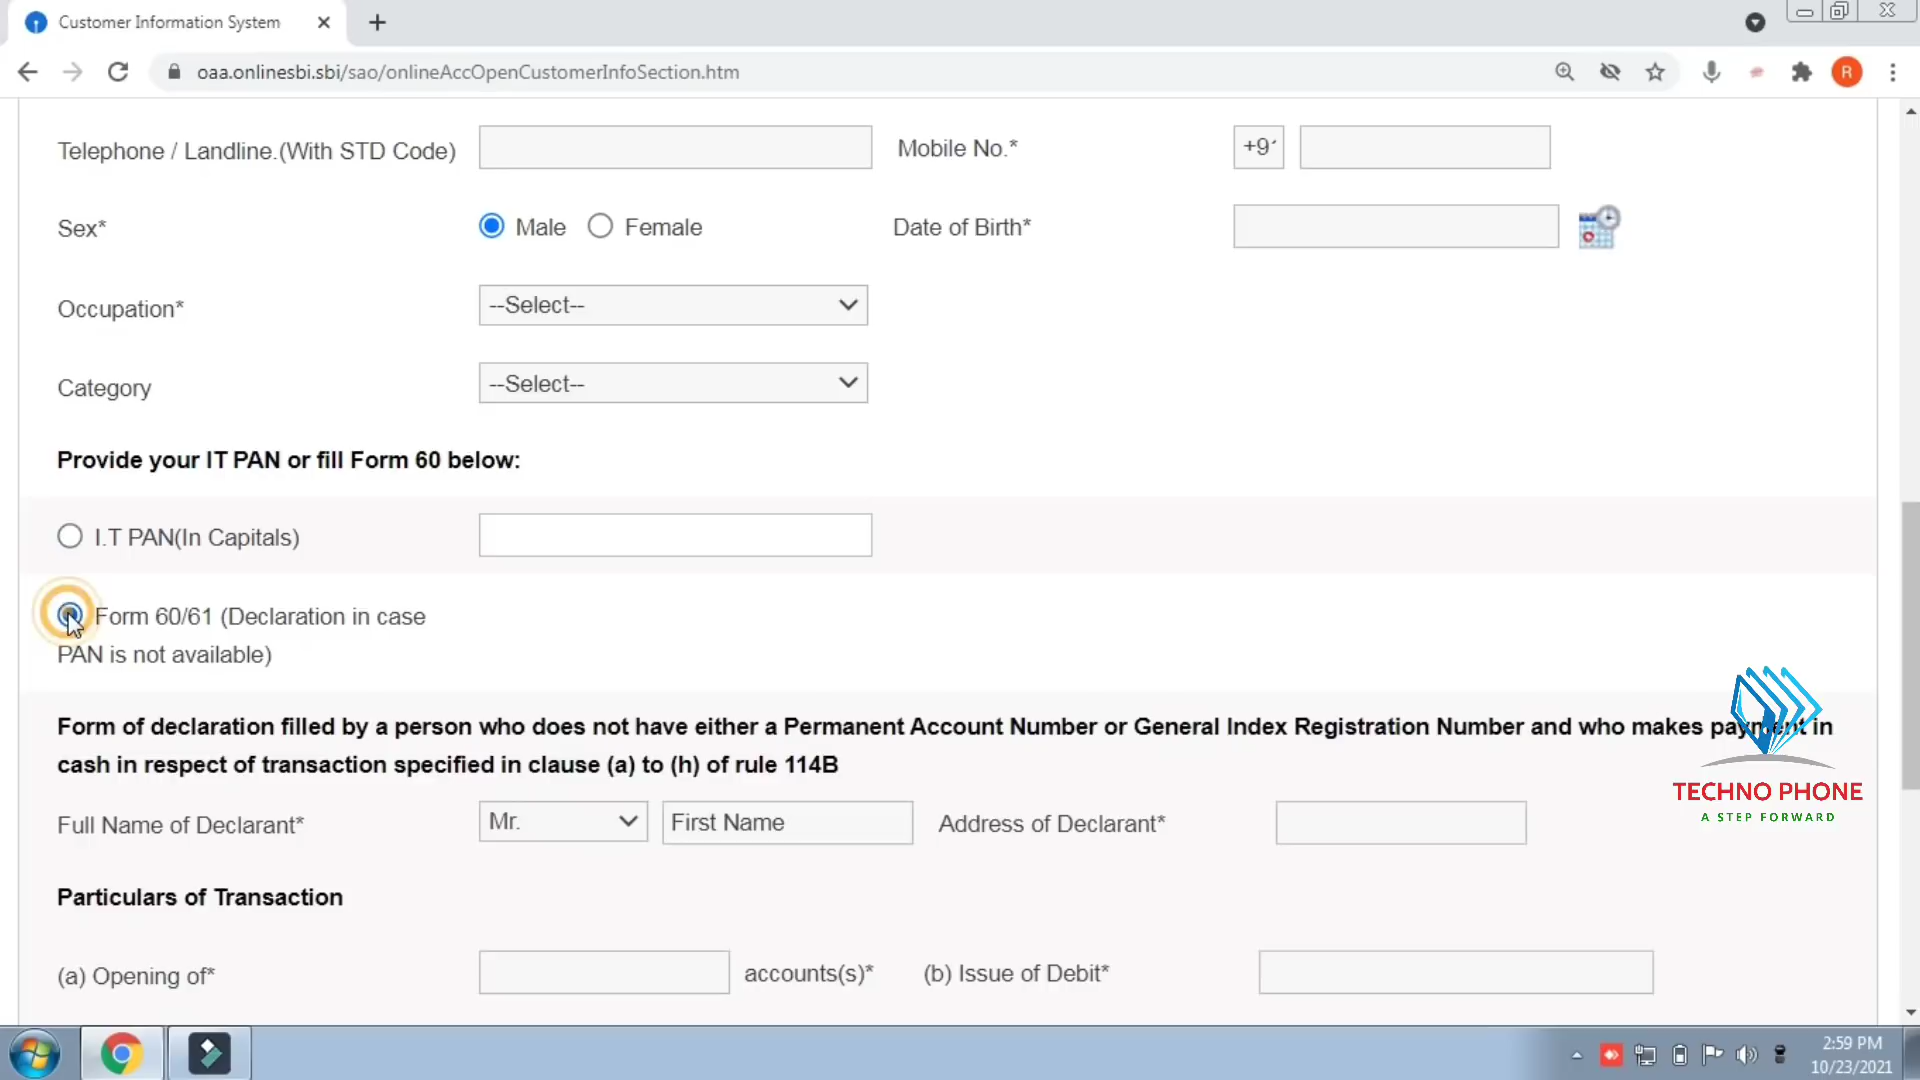 Customer Information System
oaa.onlinesbi.sbi/sao/onlineAccOpenCustomerInfoSection.htm
R
Telephone / Landline.(With STD Code)
Mobile No.*
+91
Sex*
Male
Female
Date of Birth*
Occupation*
--Select--
Category
--Select--
Provide your IT PAN or fill Form 60 below:
I.T PAN(In Capitals)
Form 60/61 (Declaration in case
PAN is not available)
Form of declaration filled by a person who does not have either a Permanent Account Number or General Index Registration Number and who makes payment in
cash in respect of transaction specified in clause (a) to (h) of rule 114B
TECHNO PHONE
A STEP FORWARD
Full Name of Declarant*
Mr.
First Name
Address of Declarant*
Particulars of Transaction
(a) Opening of*
accounts(s)*
(b) Issue of Debit*
2:59 PM
10/23/2021